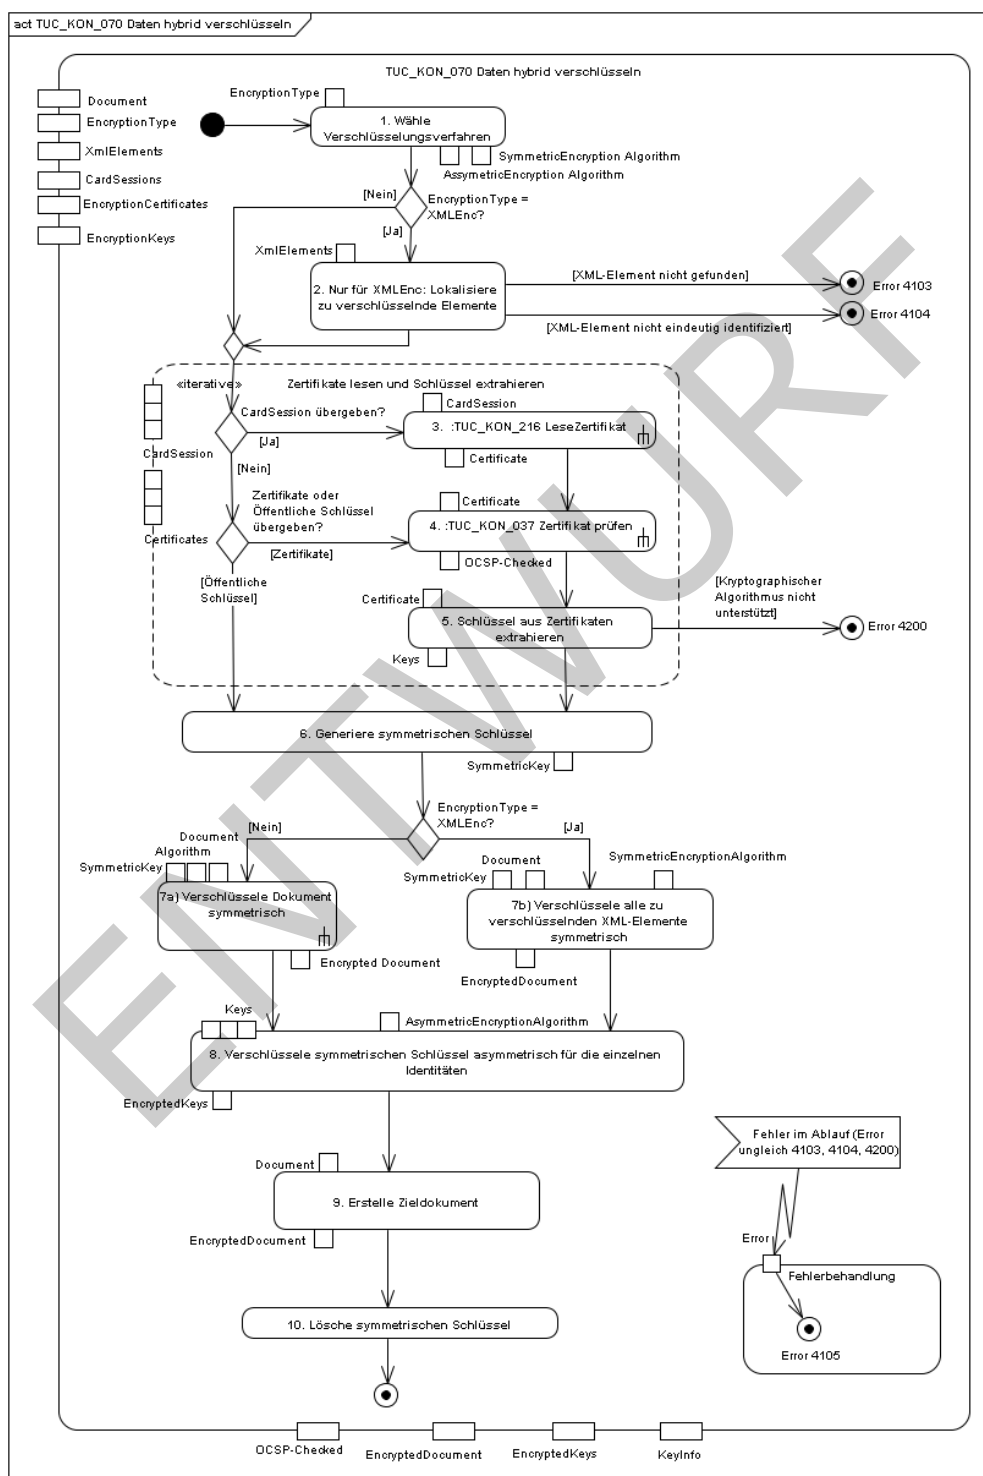 act TUC_KON_070 Daten hybrid verschlüsseln
TUC_KON_070 Daten hybrid verschlüsseln
Document
EncryptionType
XmlElements
CardSessions
EncryptionCertificates
EncryptionKeys
EncryptionType
1. Wähle
Verschlüsselungsverfahren
SymmetricEncryption Algorithm
AssymetricEncryption Algorithm
[Nein]
EncryptionType =
XMLEnc?
[Ja]
XmlElements
2. Nur für XMLEnc: Lokalisiere
zu verschlüsselnde Elemente
[XML-Element nicht gefunden]
Error 4103
Error 4104
[XML-Element nicht eindeutig identifiziert]
«iterative»
Zertifikate lesen und Schlüssel extrahieren
CardSession übergeben?
CardSession
3. :TUC_KON_216 LeseZertifikat
[Ja]
CardSession
Certificate
[Nein]
Zertifikate oder
Öffentliche Schlüssel
übergeben?
Certificate
4. :TUC_KON_037 Zertifikat prüfen
Certificates
[Zertifikate]
OCSP-Checked
[Öffentliche
Schlüssel]
[Kryptographischer
Algorithmus nicht
unterstützt]
Certificate
5. Schlüssel aus Zertifikaten
extrahieren
Error 4200
Keys
6. Generiere symmetrischen Schlüssel
SymmetricKey
EncryptionType =
XMLEnc?
[Nein]
[Ja]
Document
Algorithm
SymmetricKey
Document
SymmetricKey
SymmetricEncryptionAlgorithm
7a) Verschlüssele Dokument
symmetrisch
7b) Verschlüssele alle zu
verschlüsselnden XML-Elemente
symmetrisch
Encrypted Document
EncryptedDocument
Keys
AsymmetricEncryptionAlgorithm
8. Verschlüssele symmetrischen Schlüssel asymmetrisch für die einzelnen
Identitäten
EncryptedKeys
Fehler im Ablauf (Error
ungleich 4103, 4104, 4200)
Document
9. Erstelle Zieldokument
EncryptedDocument
Error
Fehlerbehandlung
Error 4105
10. Lösche symmetrischen Schlüssel
OCSP-Checked
EncryptedDocument
EncryptedKeys
KeyInfo
ENTWURF